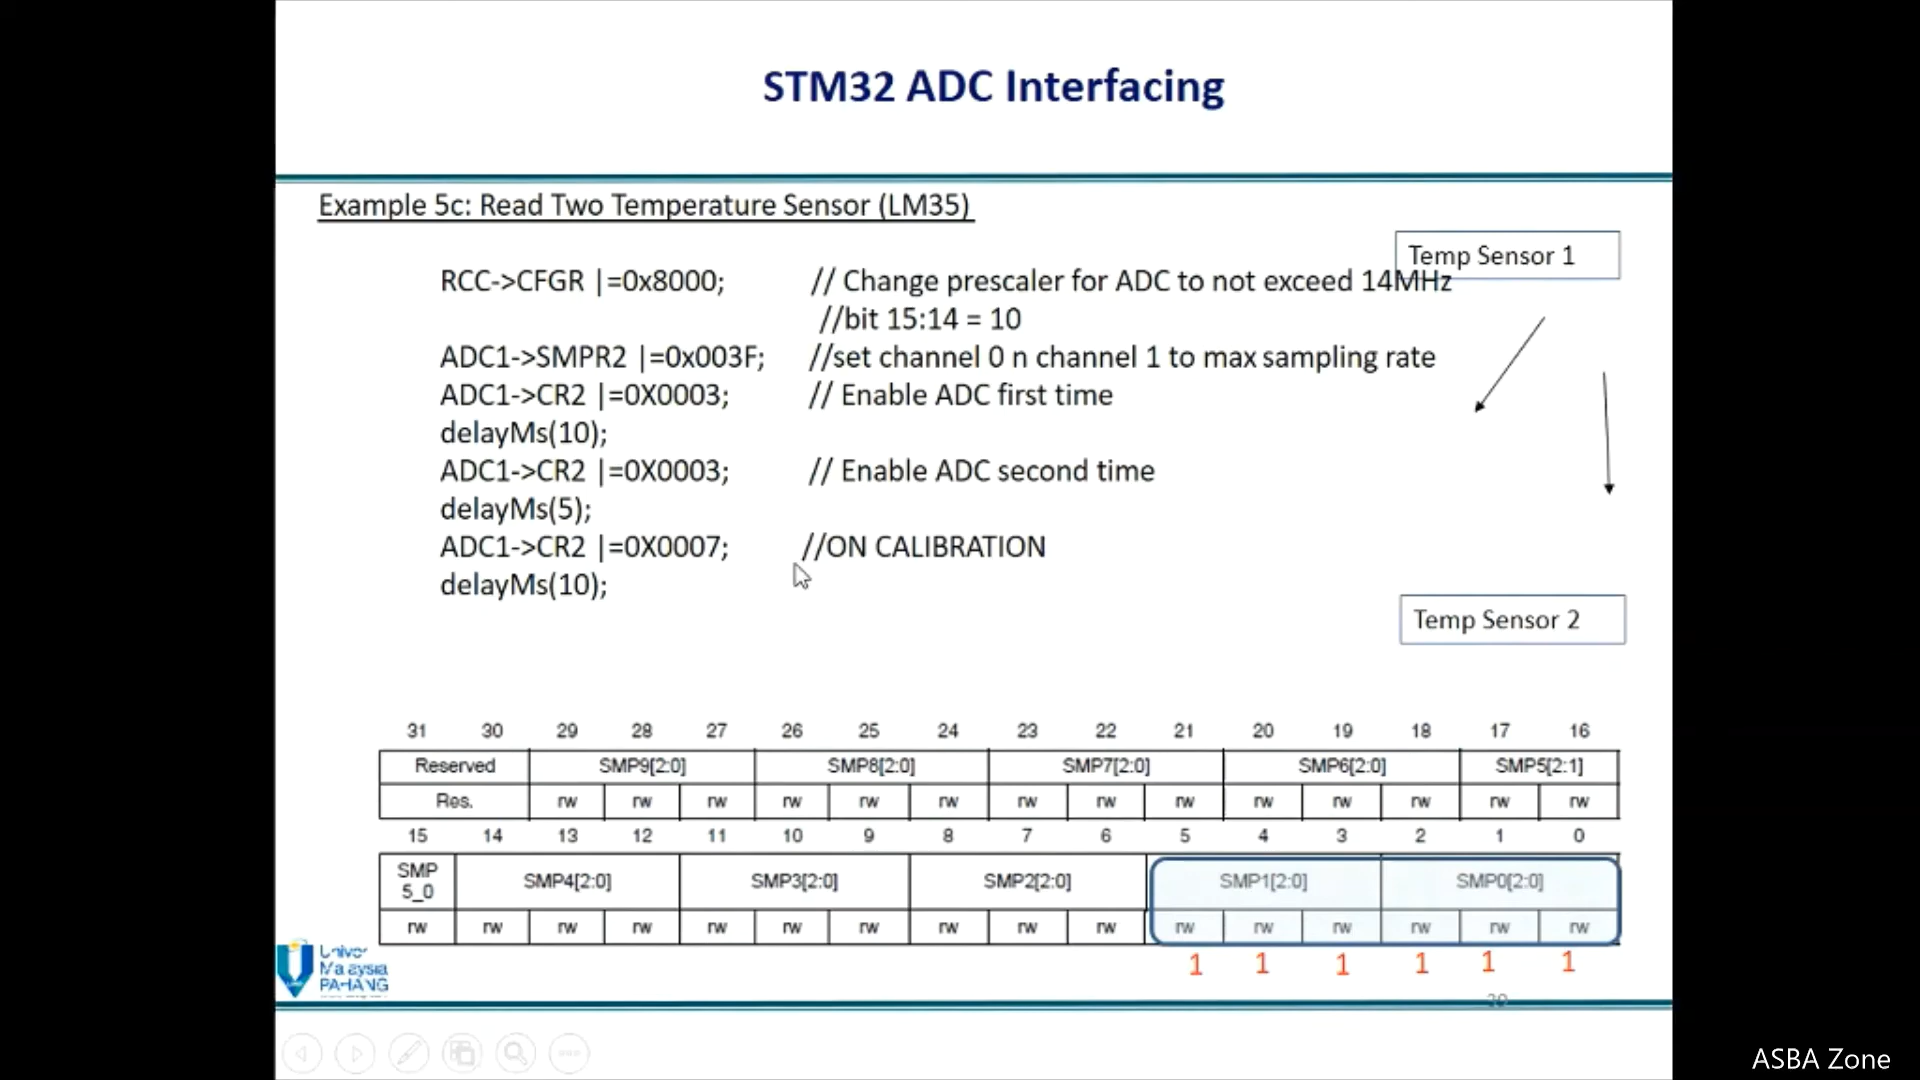 STM32 ADC Interfacing
Example 5c: Read Two Temperature Sensor (LM35)
Temp Sensor 1
RCC->CFGR |=0x8000; // Change prescaler for ADC to not exceed 14MHz
//bit 15:14 = 10
ADC1->SMPR2 |=0x003F; //set channel 0 n channel 1 to max sampling rate
ADC1->CR2 |=0X0003; // Enable ADC first time
delayMs(10);
ADC1->CR2 |=0X0003; // Enable ADC second time
delayMs(5);
ADC1->CR2 |=0X0007; //ON CALIBRATION
delayMs(10);
Temp Sensor 2
31 30 29 28 27 26 25 24 23 22 21 20 19 18 17 16
Reserved SMP9[2:0] SMP8[2:0] SMP7[2:0] SMP6[2:0] SMP5[2:1]
Res. rw rw rw rw rw rw rw rw rw rw rw rw rw rw
15 14 13 12 11 10 9 8 7 6 5 4 3 2 1 0
SMP
5_0 SMP4[2:0] SMP3[2:0] SMP2[2:0] SMP1[2:0] SMP0[2:0]
rw rw rw rw rw rw rw rw rw rw rw rw rw rw rw rw
1 1 1 1 1 1
Malaysia
PAHANG
ASBA Zone